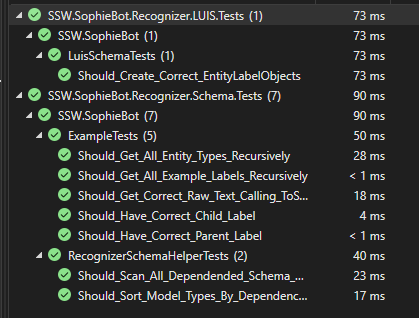 SSW.SophieBot.Recognizer.LUIS.Tests (1) 73 ms
SSW.SophieBot (1) 73 ms
LuisSchemaTests (1) 73 ms
Should_Create_Correct_EntityLabelObjects 73 ms
SSW.SophieBot.Recognizer.Schema.Tests (7) 90 ms
SSW.SophieBot (7) 90 ms
ExampleTests (5) 50 ms
Should_Get_All_Entity_Types_Recursively 28 ms
Should_Get_All_Example_Labels_Recursively < 1 ms
Should_Get_Correct_Raw_Text_Calling_ToS... 18 ms
Should_Have_Correct_Child_Label 4 ms
Should_Have_Correct_Parent_Label < 1 ms
RecognizerSchemaHelperTests (2) 40 ms
Should_Scan_All_Dependended_Schema_... 23 ms
Should_Sort_Model_Types_By_Dependenc... 17 ms